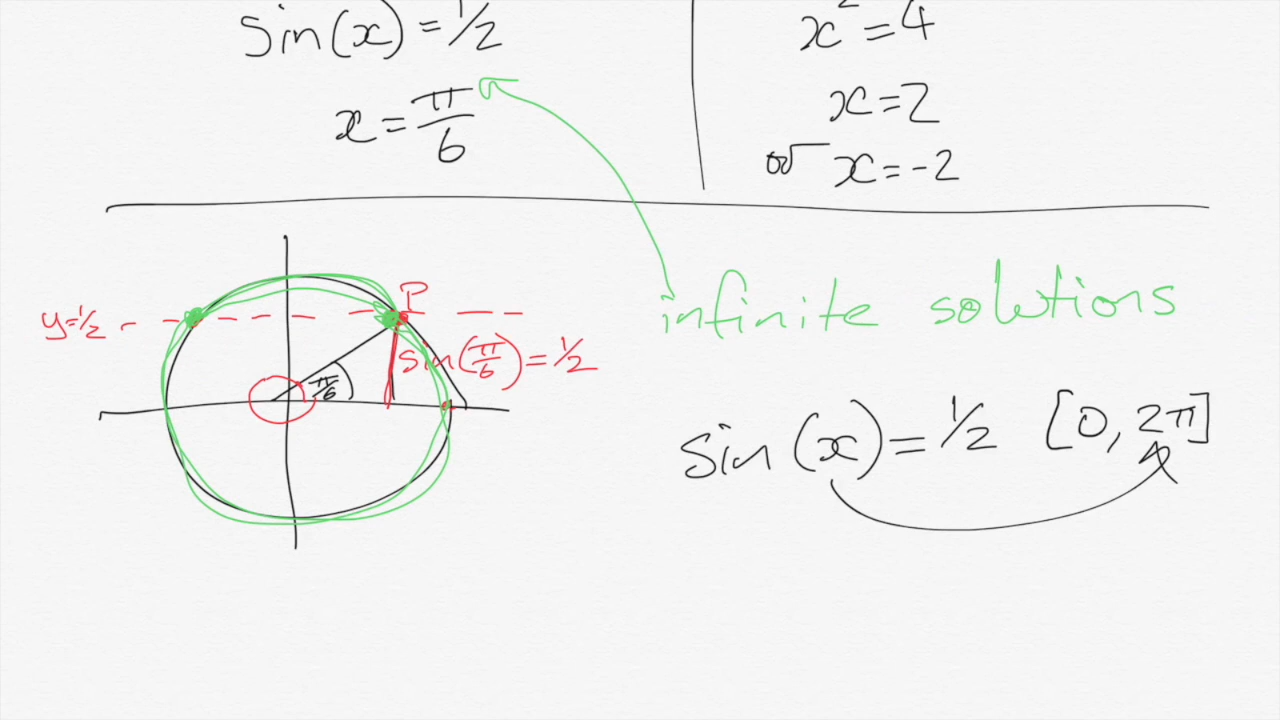 sin(x)=1/2
x=π/6
x²=4
x=2
or x=-2
infinite solutions
P
y=1/2
sin(π/6)=1/2
π/6
sin(x)=1/2 [0, 2π]